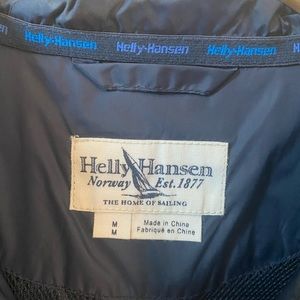 Helly-Hansen Helly-Hansen Helly-Hansen
Helly Hansen
Norway Est. 1877
THE HOME OF SAILING
M
M
Made in China
Fabriqué en Chine